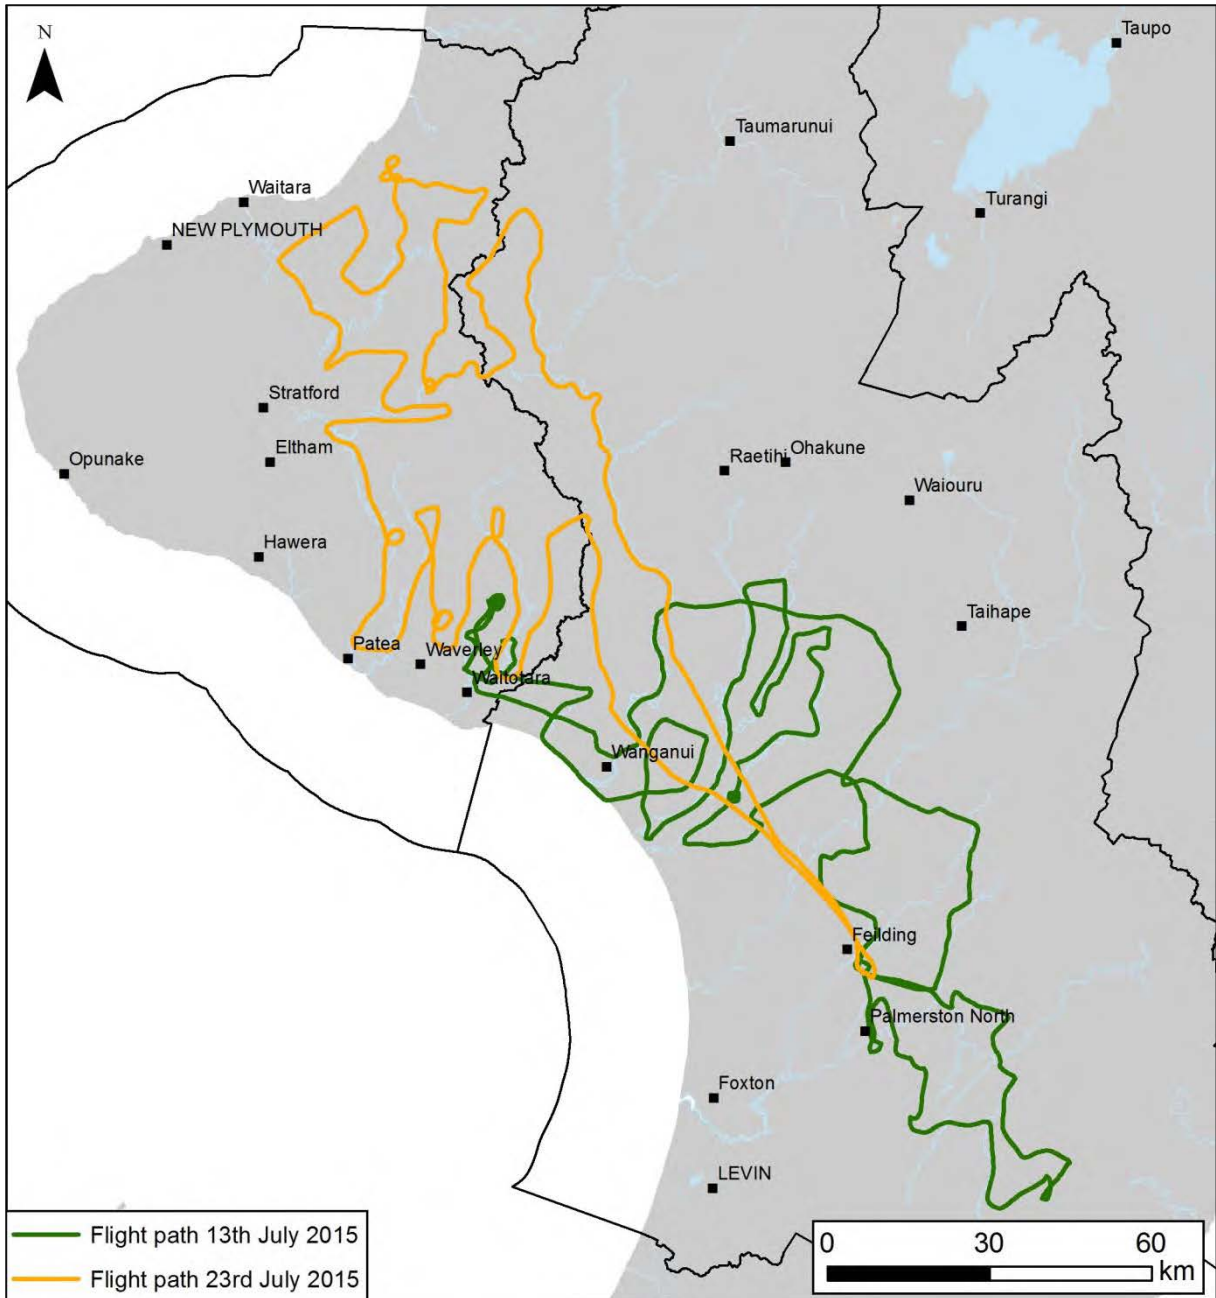 N
Taupo
Taumarunui
Waitara
Turangi
NEW PLYMOUTH
Stratford
Eltham
Opunake
Raetihi
Ohakune
Waiouru
Hawera
Taihape
Patea
Waverley
Waitotara
Wanganui
Feilding
Palmerston North
Foxton
LEVIN
Flight path 13th July 2015
Flight path 23rd July 2015
0 30 60
km